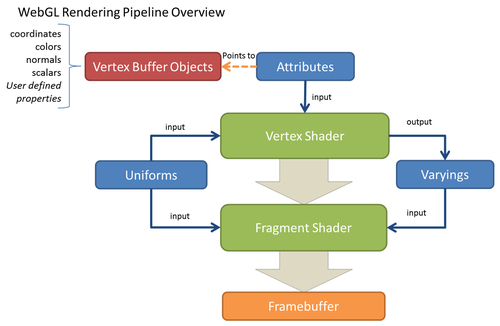 WebGL Rendering Pipeline Overview
coordinates
colors
normals
scalars
User defined
properties
Vertex Buffer Objects
Points to
Attributes
input
Vertex Shader
input
output
Uniforms
Varyings
input
input
Fragment Shader
Framebuffer